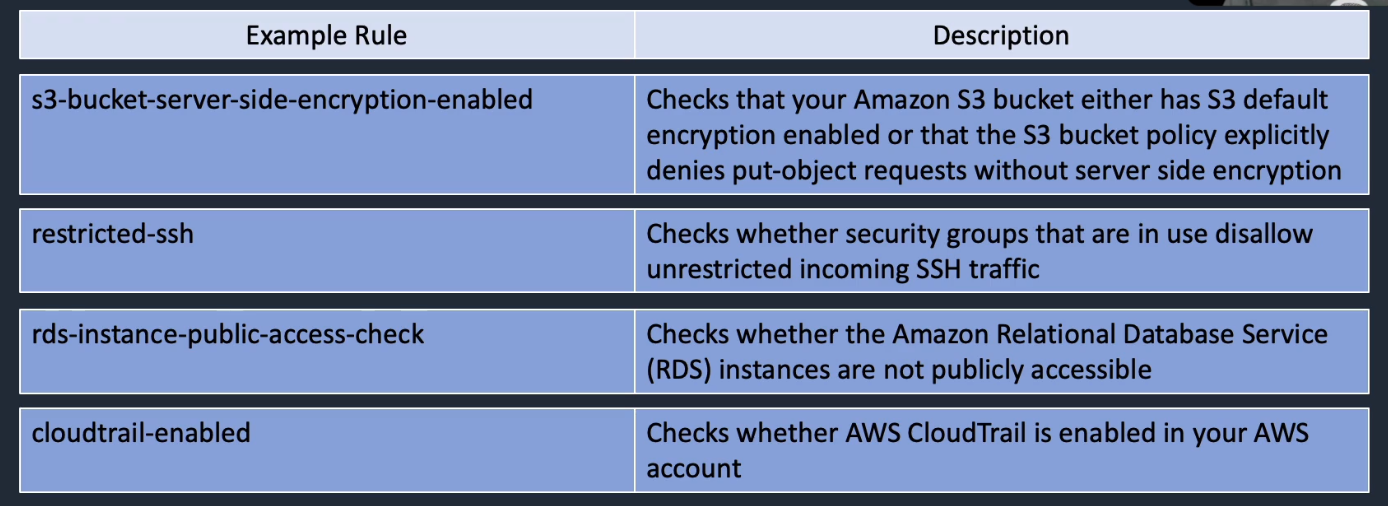 Example Rule
Description
s3-bucket-server-side-encryption-enabled
Checks that your Amazon S3 bucket either has S3 default
encryption enabled or that the S3 bucket policy explicitly
denies put-object requests without server side encryption
restricted-ssh
Checks whether security groups that are in use disallow
unrestricted incoming SSH traffic
rds-instance-public-access-check
Checks whether the Amazon Relational Database Service
(RDS) instances are not publicly accessible
cloudtrail-enabled
Checks whether AWS CloudTrail is enabled in your AWS
account